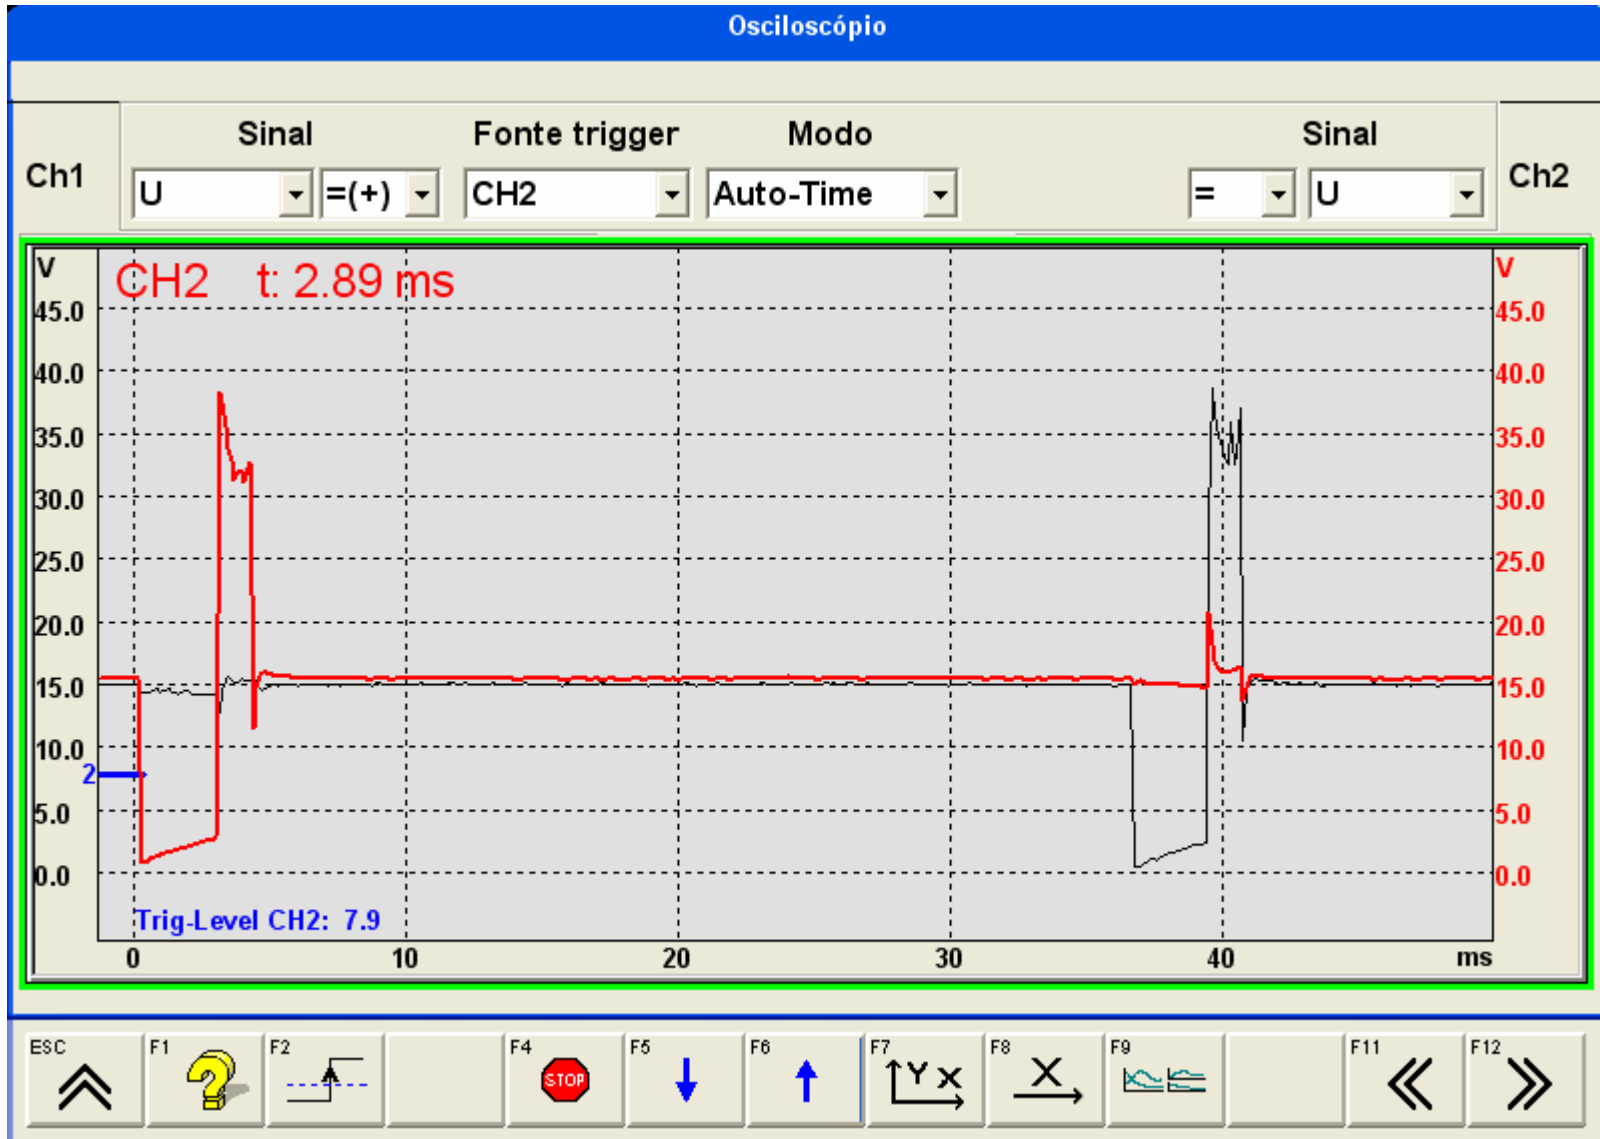 Osciloscópio
Sinal Fonte trigger Modo Sinal
Ch1 U =(+) CH2 Auto-Time = U Ch2
V CH2 t: 2.89 ms V
45.0 45.0
40.0 40.0
35.0 35.0
30.0 30.0
25.0 25.0
20.0 20.0
15.0 15.0
10.0 10.0
2
5.0 5.0
0.0 0.0
Trig-Level CH2: 7.9
0 10 20 30 40 ms
ESC F1 F2 F4 F5 F6 F7 F8 F9 F11 F12
? STOP Y X X